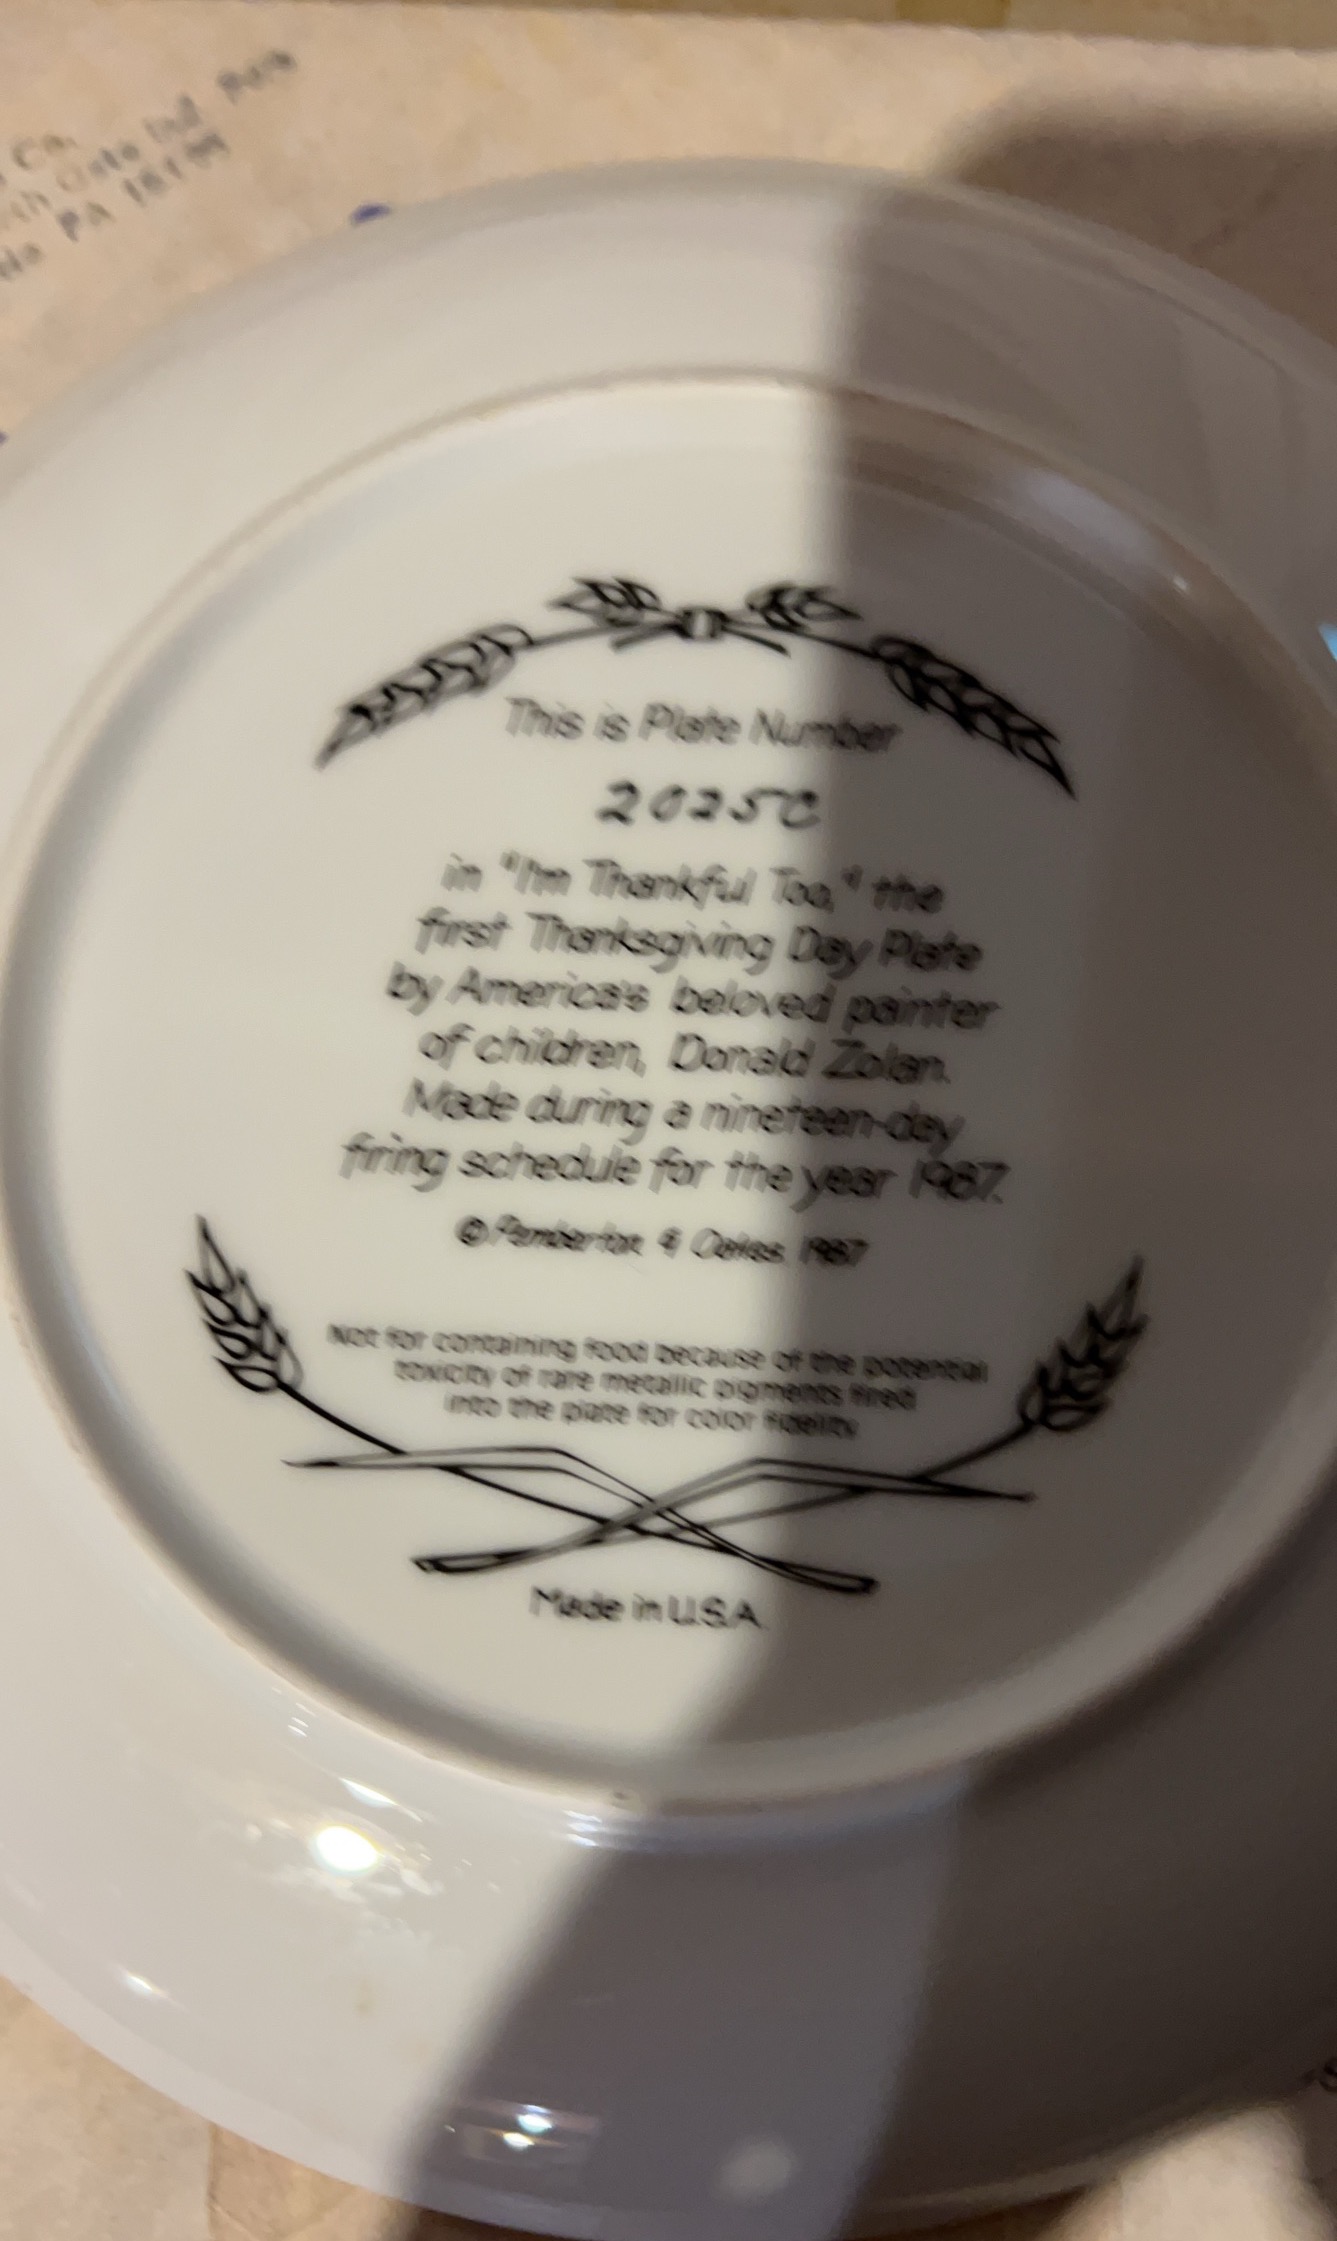 Co.
PA
This is Plate Number
2025C
in "I'm Thankful Too," the
first Thanksgiving Day Plate
by America's beloved painter
of children, Donald Zolan.
Made during a nineteen-day
firing schedule for the year 1987.
© Pemberton & Oakes 1987
Not for containing food because of the potential
toxicity of rare metallic pigments fired
into the plate for color fidelity
Made in U.S.A.